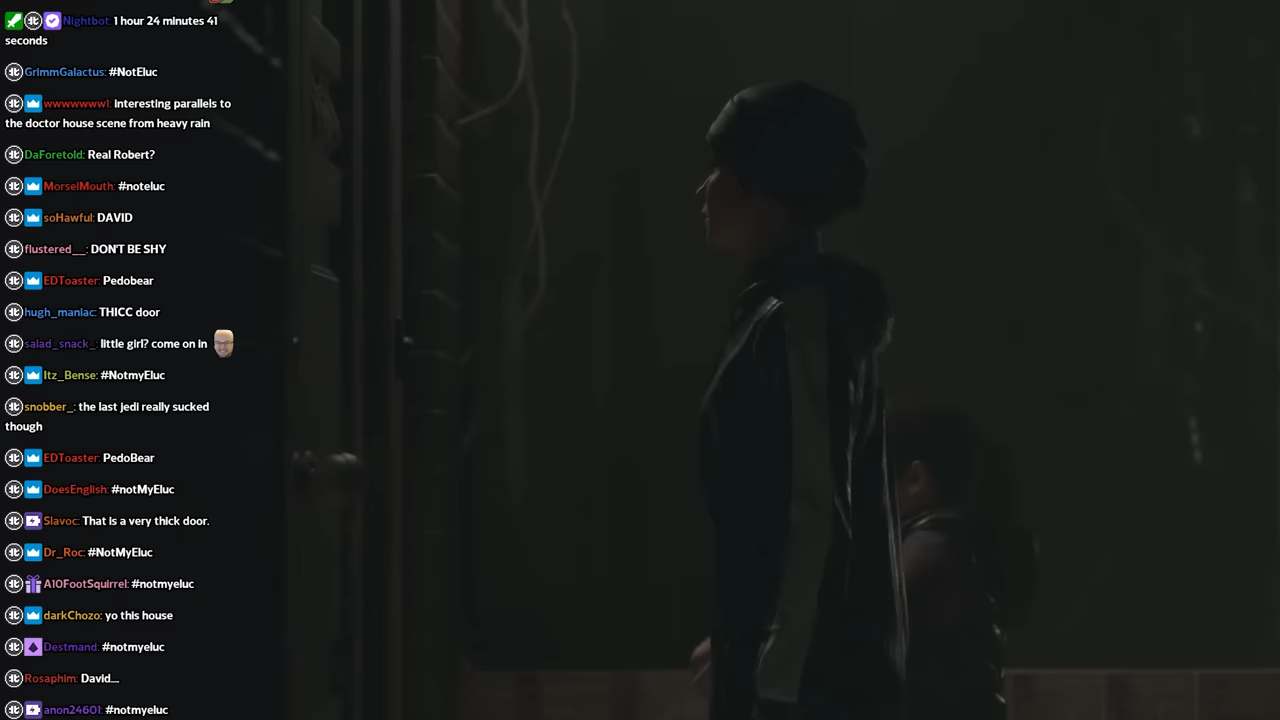 Nightbot: 1 hour 24 minutes 41
seconds
GrimmGalactus: #NotEluc
wwwwwww1: interesting parallels to
the doctor house scene from heavy rain
DaForetold: Real Robert?
MorselMouth: #noteluc
soHawful: DAVID
flustered__: DON'T BE SHY
EDToaster: Pedobear
hugh_maniac: THICC door
salad_snack_: little girl? come on in
Itz_Bense: #NotmyEluc
snobber_: the last jedi really sucked
though
EDToaster: PedoBear
DoesEnglish: #notMyEluc
Slavoc: That is a very thick door.
Dr_Roc: #NotMyEluc
A10FootSquirrel: #notmyeluc
darkChozo: yo this house
Destmand: #notmyeluc
Rosaphim: David...
anon24601: #notmyeluc